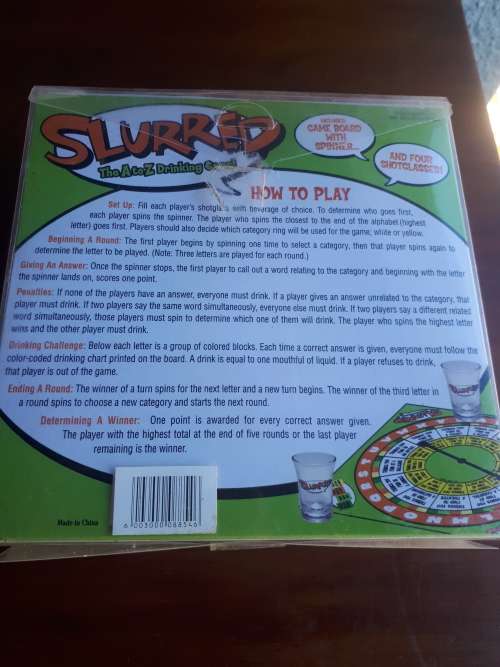 SLURRED
The A to Z Drinking Game!
INCLUDES
GAME BOARD
WITH
SPINNER...
AND FOUR
SHOTGLASSES!
HOW TO PLAY
Set Up: Fill each player's shotglass with beverage of choice. To determine who goes first,
each player spins the spinner. The player who spins the closest to the end of the alphabet (highest
letter) goes first. Players should also decide which category ring will be used for the game; white or yellow.
Beginning A Round: The first player begins by spinning one time to select a category, then that player spins again to
determine the letter to be played. (Note: Three letters are played for each round.)
Giving An Answer: Once the spinner stops, the first player to call out a word relating to the category and beginning with the letter
the spinner lands on, scores one point.
Penalties: If none of the players have an answer, everyone must drink. If a player gives an answer unrelated to the category, that
player must drink. If two players say the same word simultaneously, everyone else must drink. If two players say a different related
word simultaneously, those players must spin to determine which one of them will drink. The player who spins the highest letter
wins and the other player must drink.
Drinking Challenge: Below each letter is a group of colored blocks. Each time a correct answer is given, everyone must follow the
color-coded drinking chart printed on the board. A drink is equal to one mouthful of liquid. If a player refuses to drink,
that player is out of the game.
Ending A Round: The winner of a turn spins for the next letter and a new turn begins. The winner of the third letter in
a round spins to choose a new category and starts the next round.
Determining A Winner: One point is awarded for every correct answer given.
The player with the highest total at the end of five rounds or the last player
remaining is the winner.
Made in China
6 003000 088546
M N O P Q R S